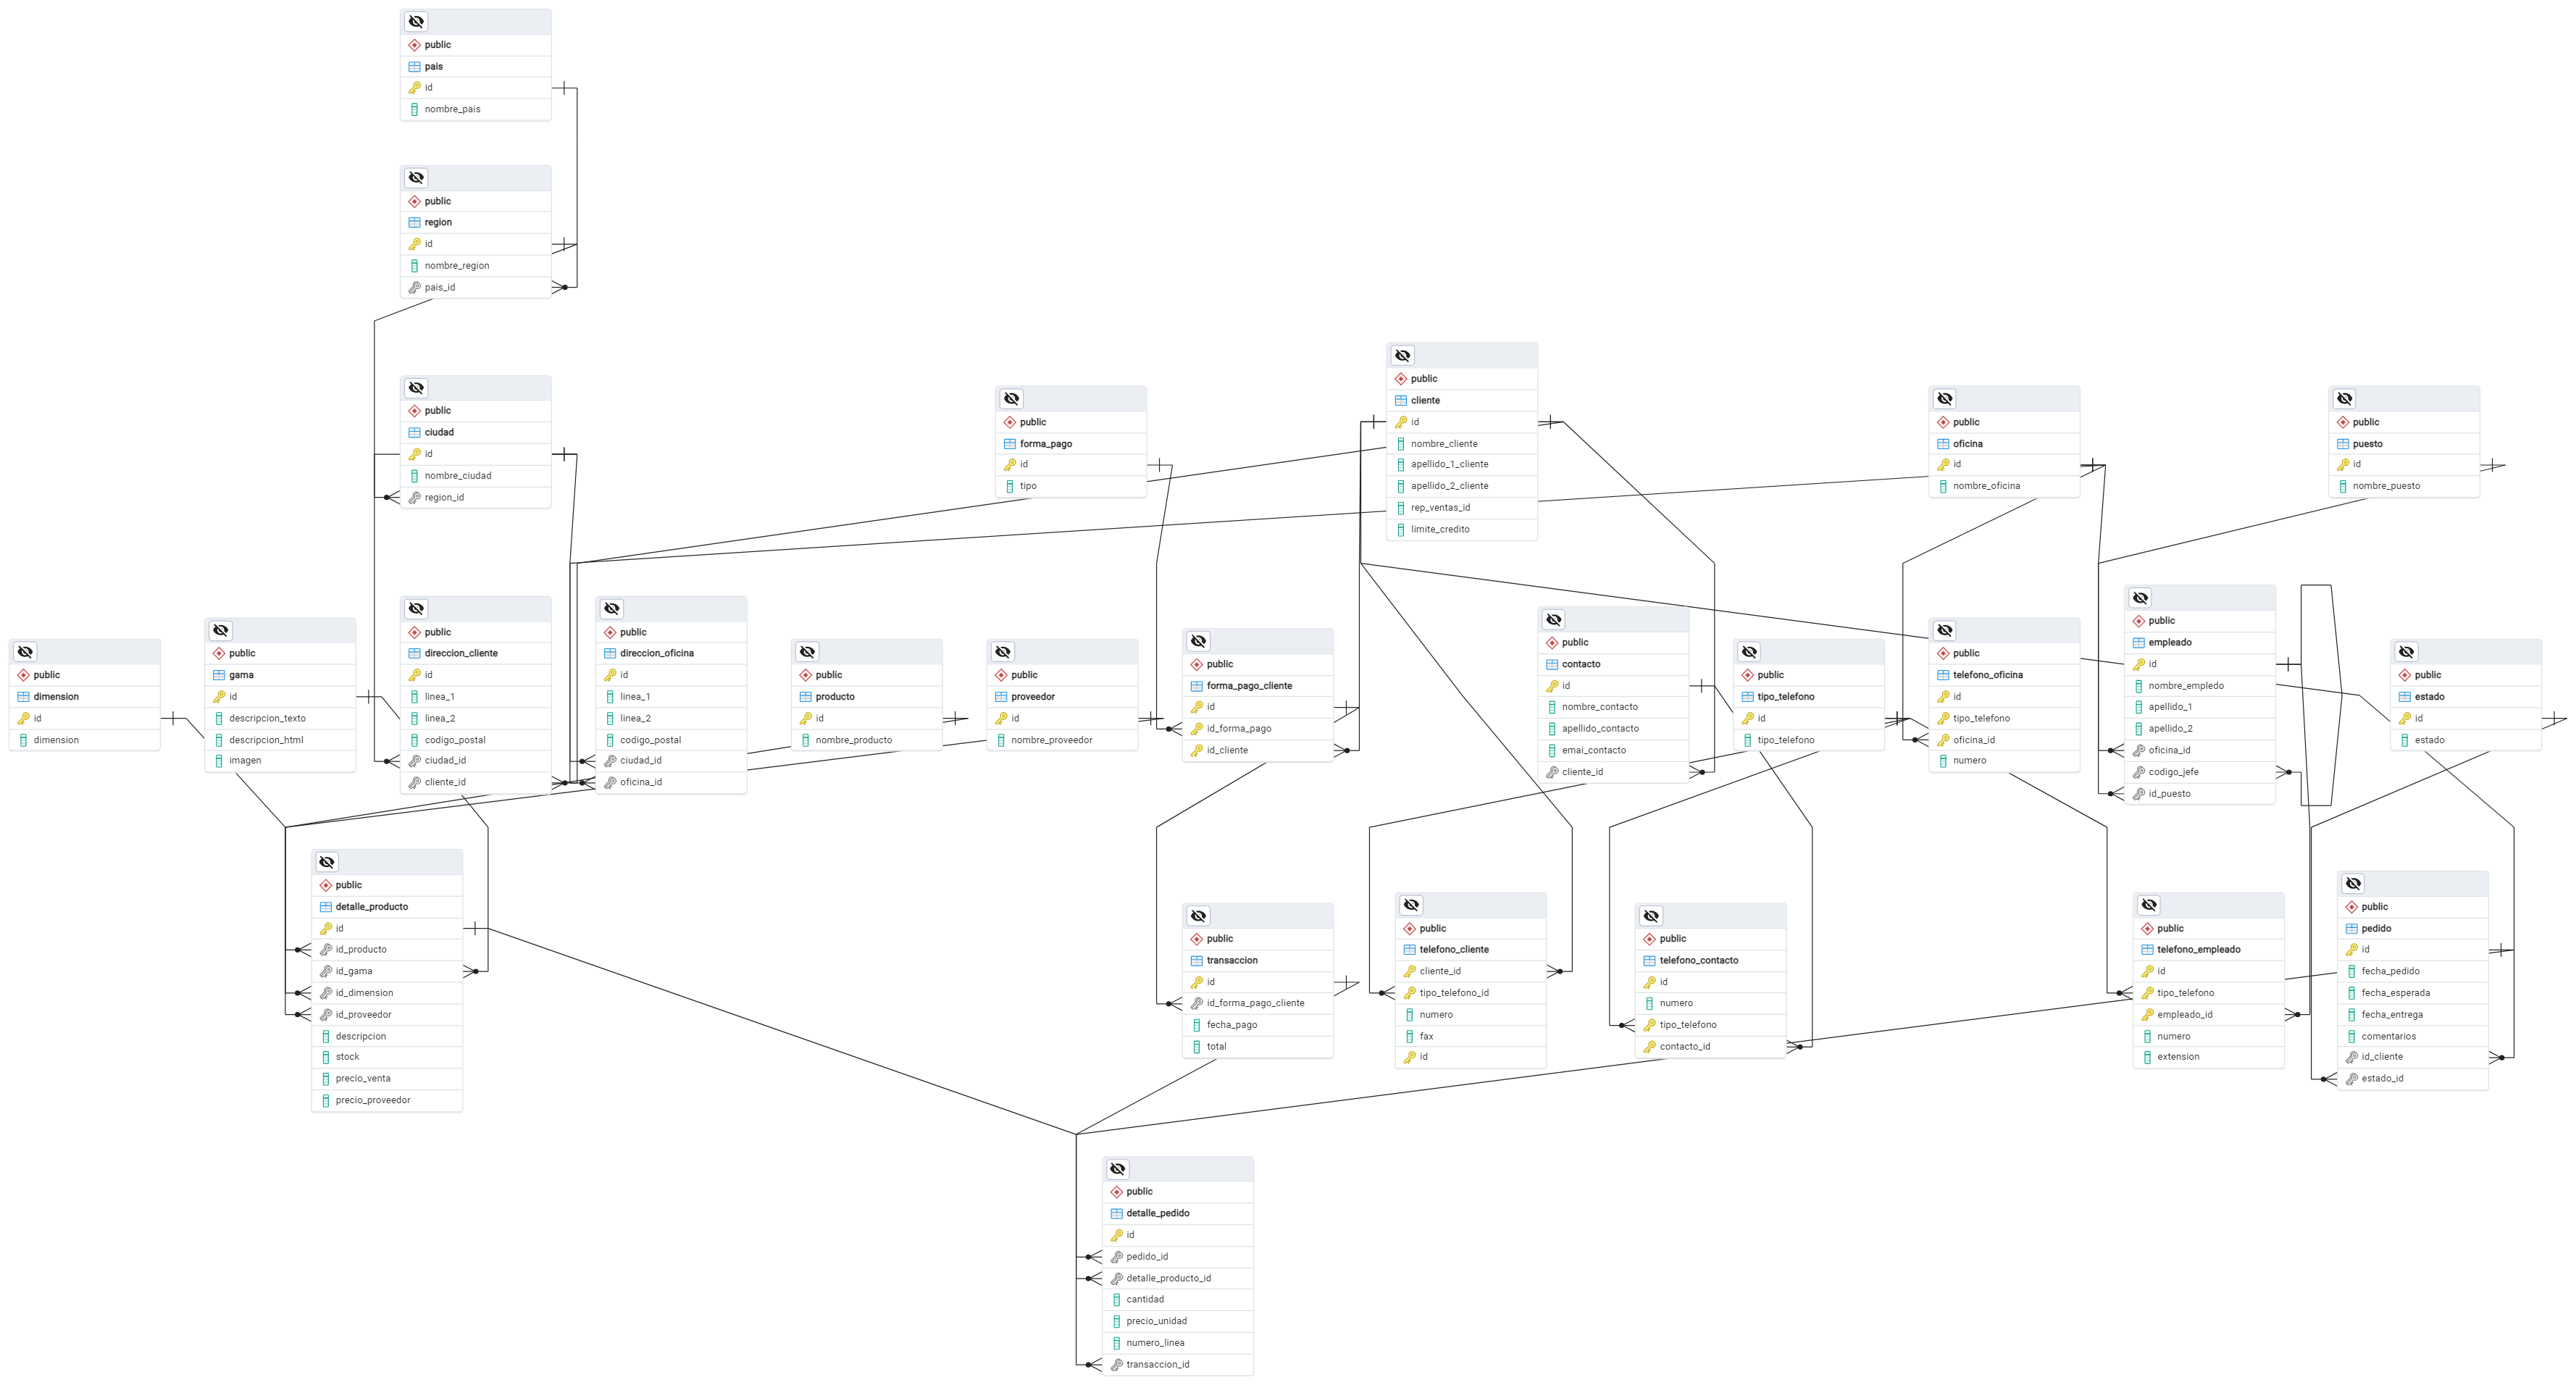 public
pais
id
nombre_pais
public
region
id
nombre_region
pais_id
public
ciudad
id
nombre_ciudad
region_id
public
forma_pago
id
tipo
public
cliente
id
nombre_cliente
apellido_1_cliente
apellido_2_cliente
rep_ventas_id
limite_credito
public
oficina
id
nombre_oficina
public
puesto
id
nombre_puesto
public
dimension
id
dimension
public
gama
id
descripcion_texto
descripcion_html
imagen
public
direccion_cliente
id
linea_1
linea_2
codigo_postal
ciudad_id
cliente_id
public
direccion_oficina
id
linea_1
linea_2
codigo_postal
ciudad_id
oficina_id
public
producto
id
nombre_producto
public
proveedor
id
nombre_proveedor
public
forma_pago_cliente
id
id_forma_pago
id_cliente
public
contacto
id
nombre_contacto
apellido_contacto
emai_contacto
cliente_id
public
tipo_telefono
id
tipo_telefono
public
telefono_oficina
id
tipo_telefono
oficina_id
numero
public
empleado
id
nombre_empledo
apellido_1
apellido_2
oficina_id
codigo_jefe
id_puesto
public
estado
id
estado
public
detalle_producto
id
id_producto
id_gama
id_dimension
id_proveedor
descripcion
stock
precio_venta
precio_proveedor
public
transaccion
id
id_forma_pago_cliente
fecha_pago
total
public
telefono_cliente
cliente_id
tipo_telefono_id
numero
fax
id
public
telefono_contacto
id
numero
tipo_telefono
contacto_id
public
telefono_empleado
id
tipo_telefono
empleado_id
numero
extension
public
pedido
id
fecha_pedido
fecha_esperada
fecha_entrega
comentarios
id_cliente
estado_id
public
detalle_pedido
id
pedido_id
detalle_producto_id
cantidad
precio_unidad
numero_linea
transaccion_id